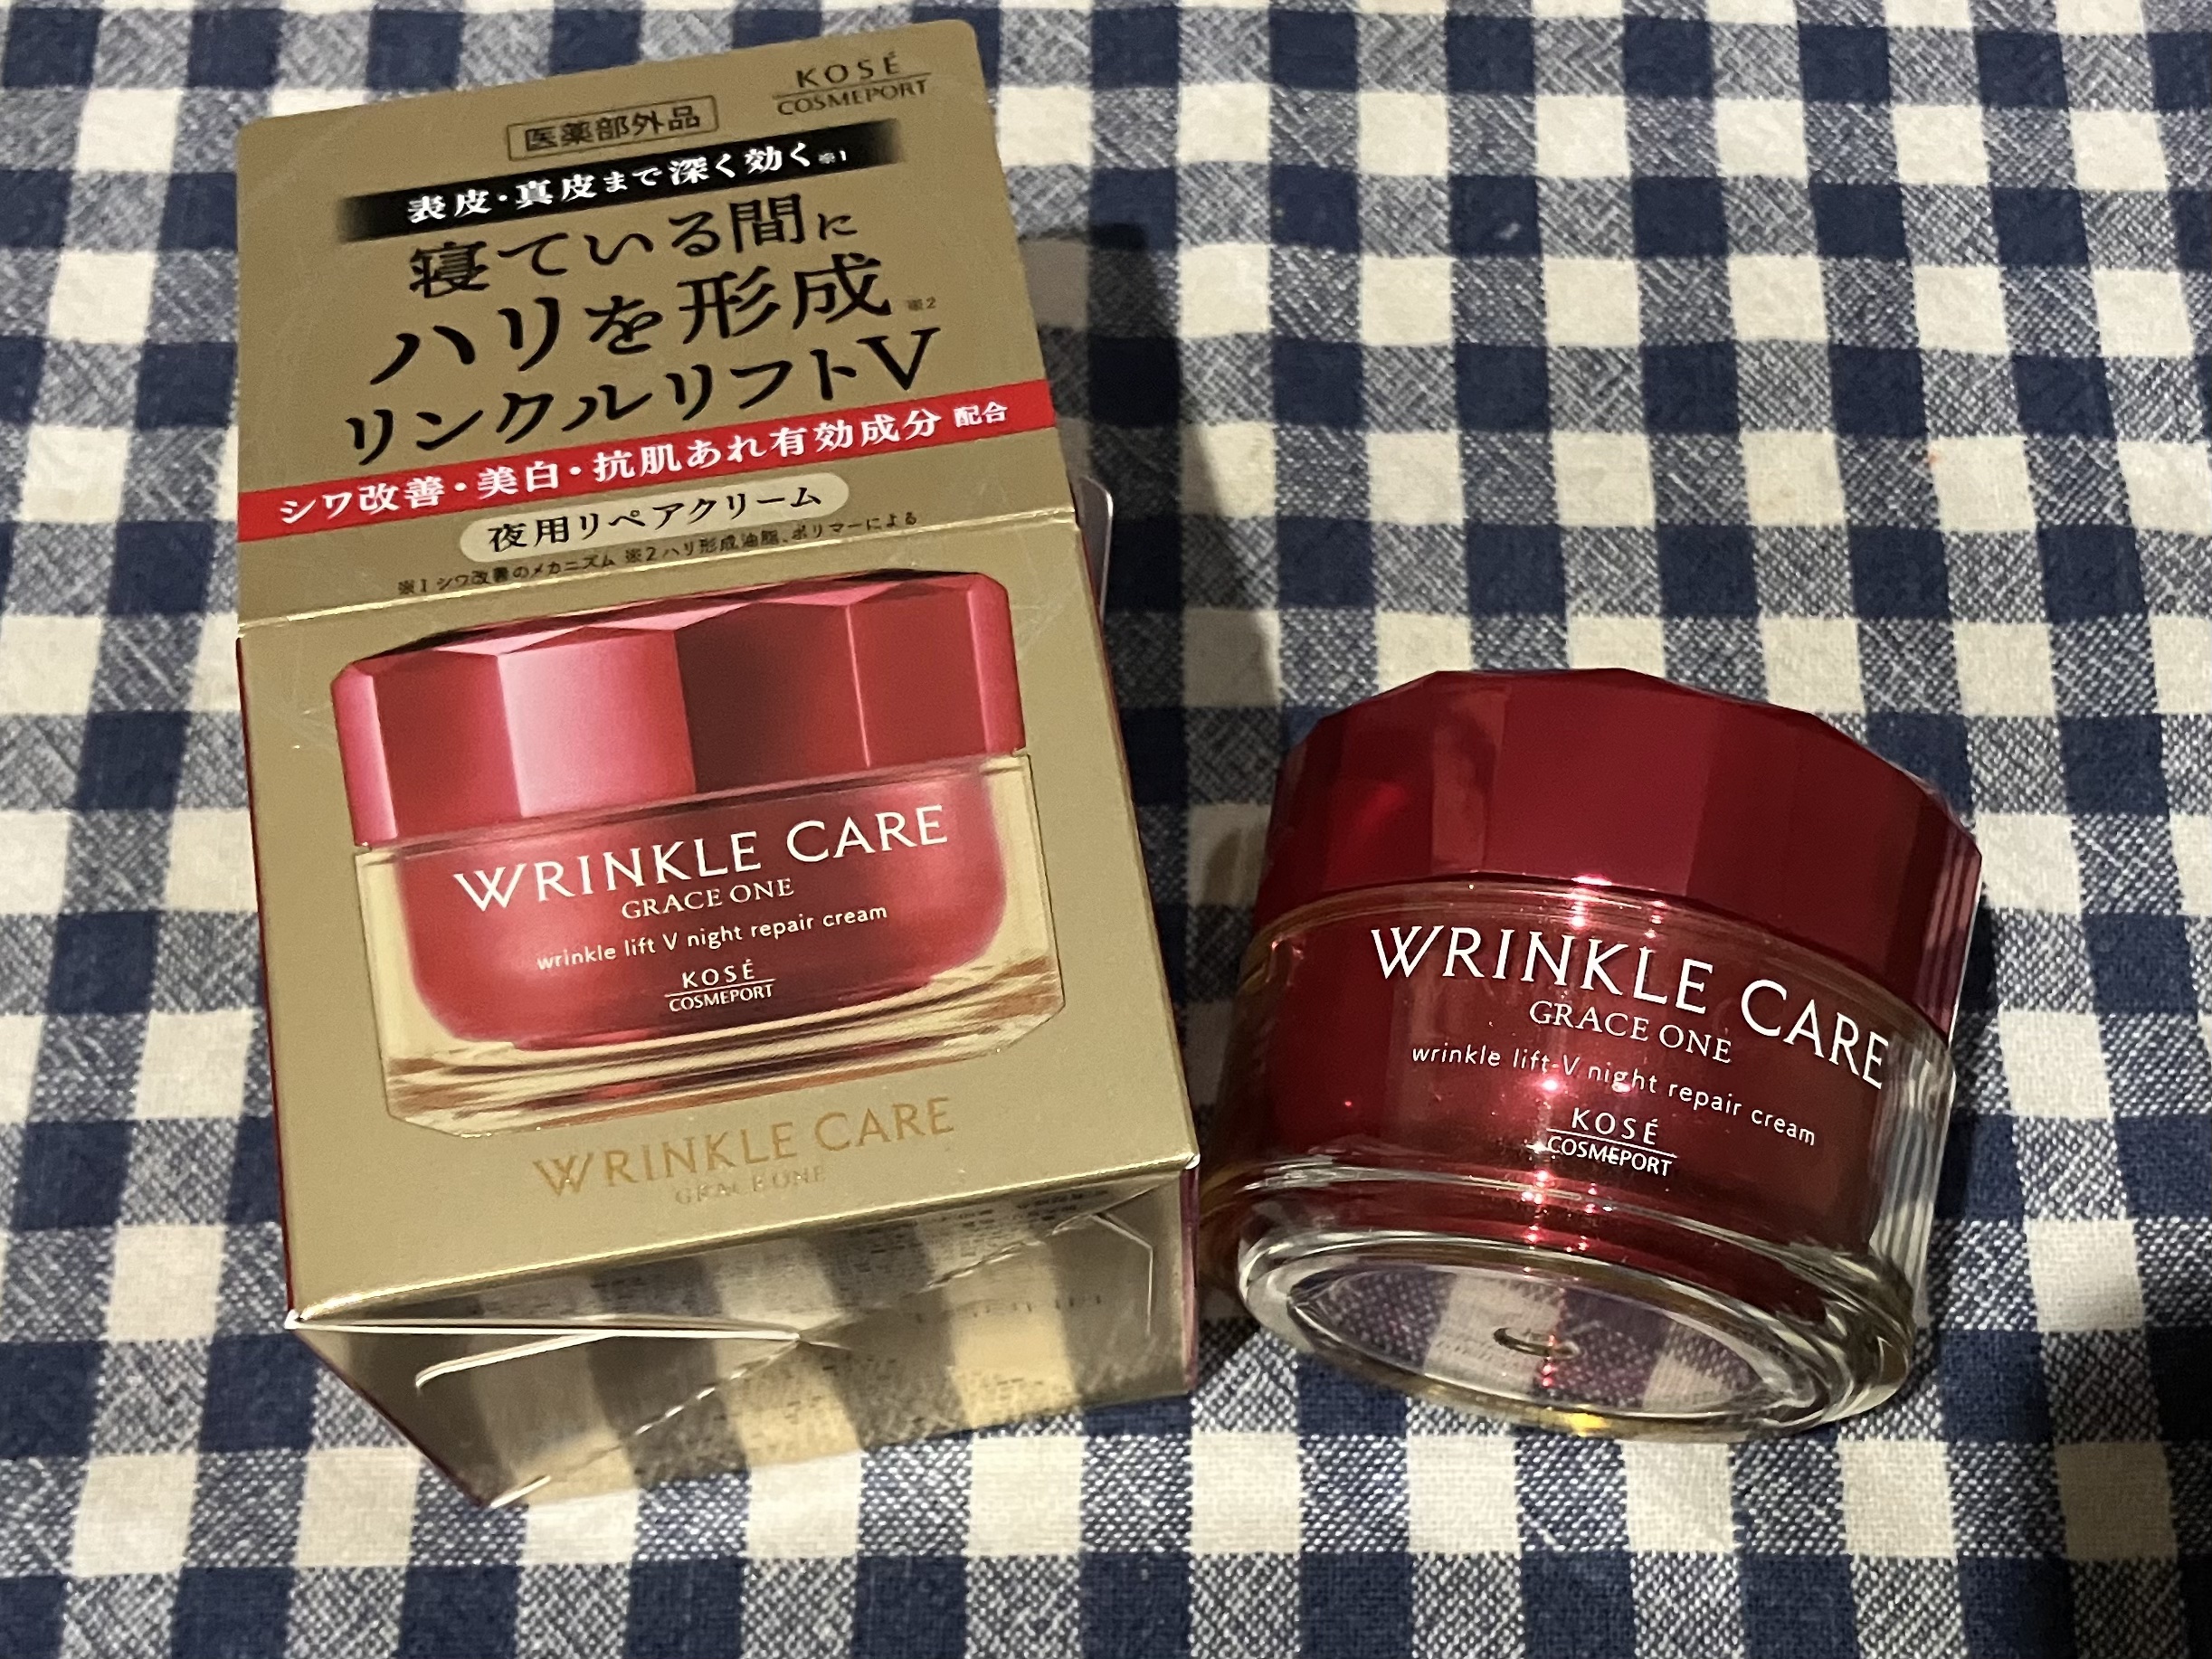 KOSÉ
COSMEPORT
医薬部外品
表皮・真皮まで深く効く※1
寝ている間に
ハリを形成※2
リンクルリフトV
シワ改善・美白・抗肌あれ有効成分 配合
夜用リペアクリーム
※1 シワ改善のメカニズム ※2 ハリ形成油脂、ポリマーによる
WRINKLE CARE
GRACE ONE
wrinkle lift V night repair cream
KOSÉ
COSMEPORT
WRINKLE CARE
GRACE ONE
WRINKLE CARE
GRACE ONE
wrinkle lift V night repair cream
KOSÉ
COSMEPORT